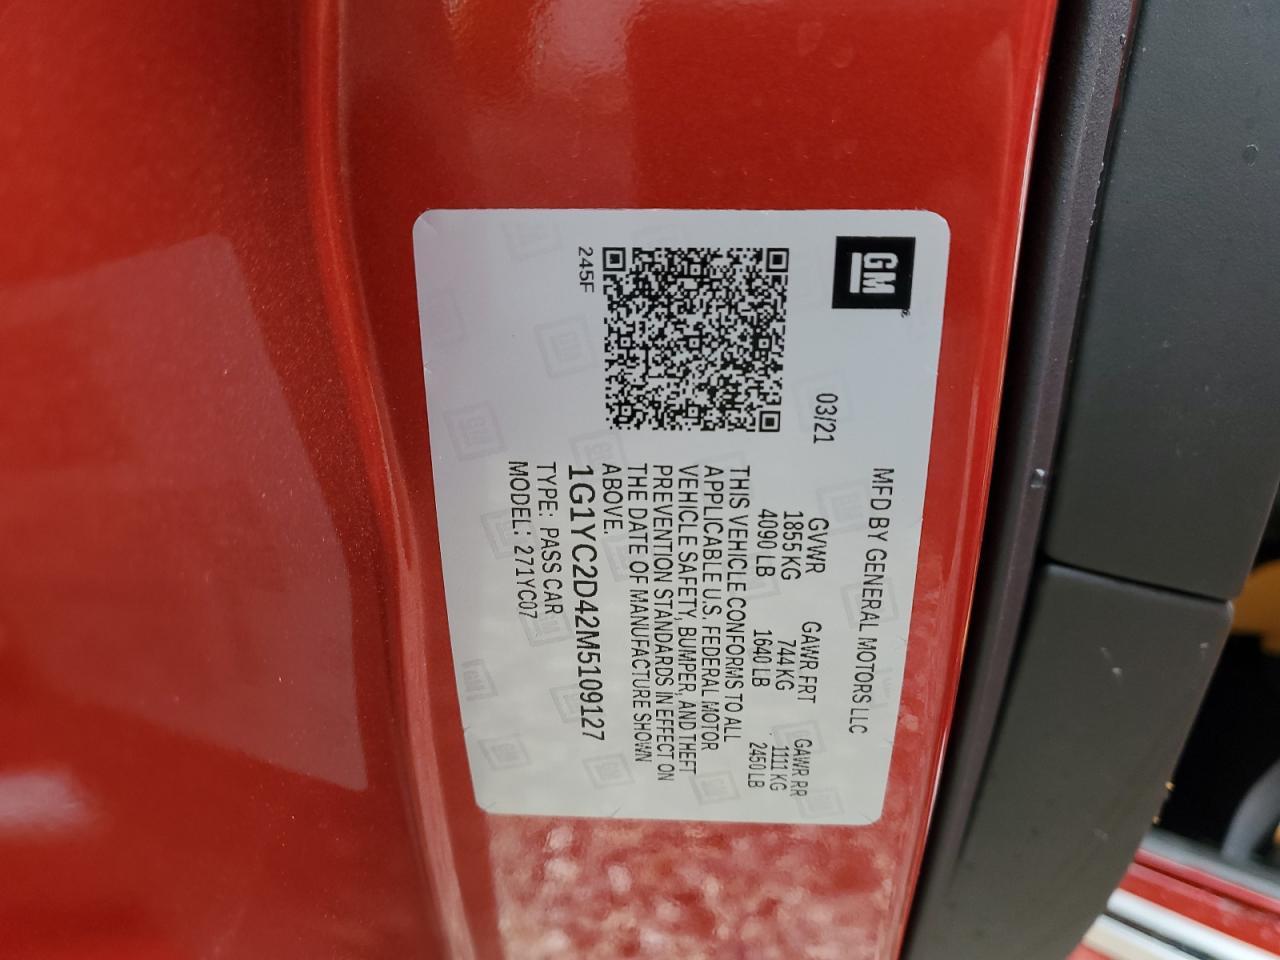 GM
MFD BY GENERAL MOTORS LLC
03/21
GVWR GAWR FRT GAWR RR
1855 KG 744 KG 1111 KG
4090 LB 1640 LB 2450 LB
THIS VEHICLE CONFORMS TO ALL
APPLICABLE U.S. FEDERAL MOTOR
VEHICLE SAFETY, BUMPER, AND THEFT
PREVENTION STANDARDS IN EFFECT ON
THE DATE OF MANUFACTURE SHOWN
ABOVE.
1G1YC2D42M5109127
TYPE: PASS CAR
MODEL: 271YC07
245F